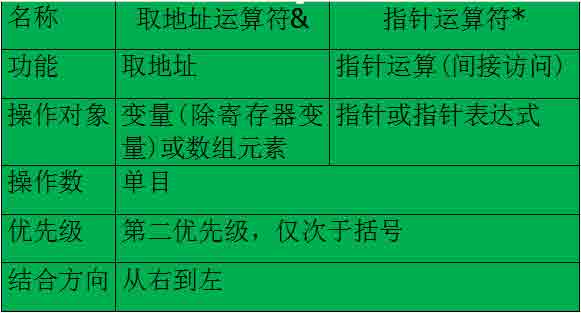 名称 取地址运算符& 指针运算符*
功能 取地址 指针运算(间接访问)
操作对象 变量(除寄存器变 指针或指针表达式
量)或数组元素
操作数 单目
优先级 第二优先级，仅次于括号
结合方向 从右到左